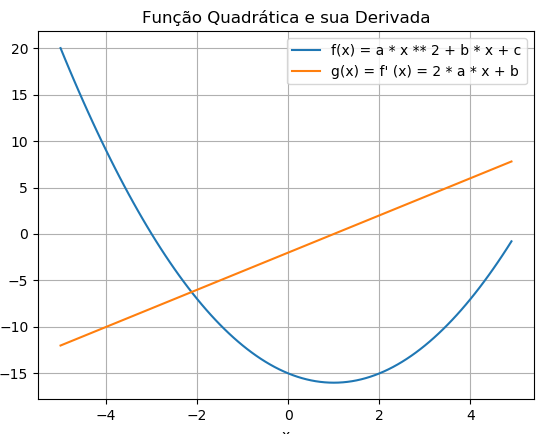 Função Quadrática e sua Derivada
f(x) = a * x ** 2 + b * x + c
g(x) = f' (x) = 2 * a * x + b
20
15
10
5
0
−5
−10
−15
−4 −2 0 2 4